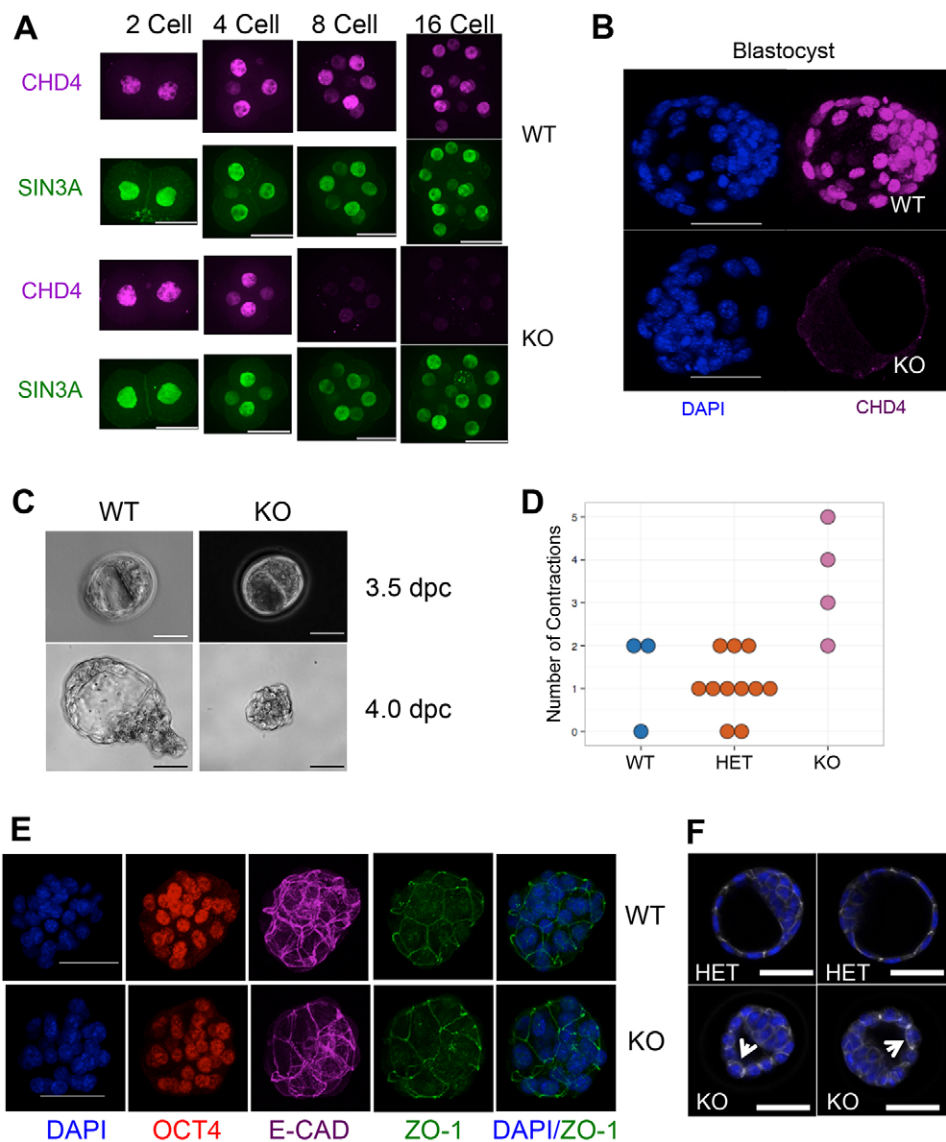 A
2 Cell 4 Cell 8 Cell 16 Cell
CHD4
SIN3A
WT
CHD4
SIN3A
KO
B
Blastocyst
WT
KO
DAPI CHD4
C
WT KO
3.5 dpc
4.0 dpc
D
Number of Contractions
5
4
3
2
1
0
WT HET KO
E
WT
KO
DAPI OCT4 E-CAD ZO-1 DAPI/ZO-1
F
HET HET
KO KO